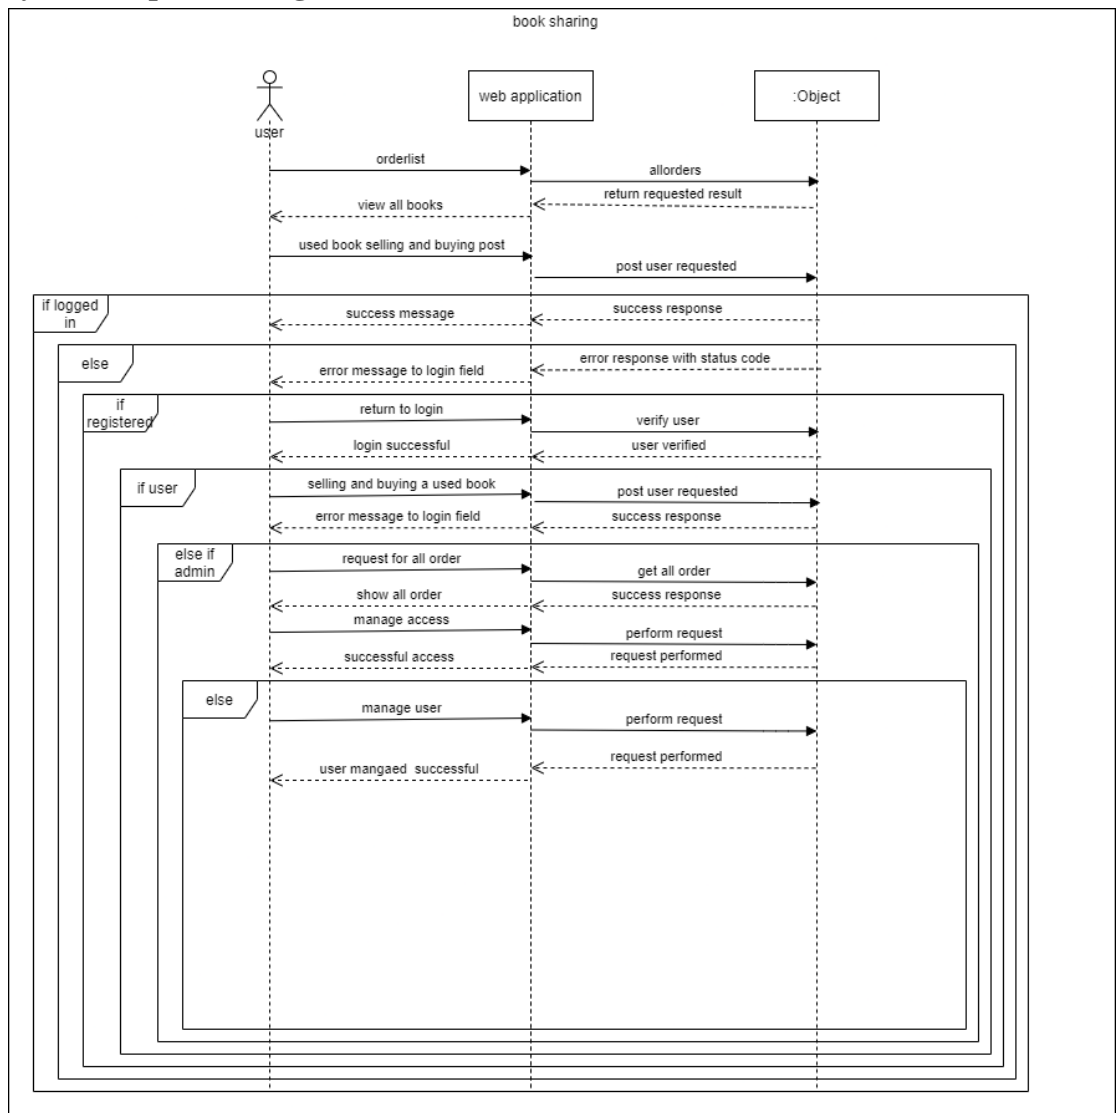 book sharing
web application
:Object
user
orderlist
allorders
return requested result
view all books
used book selling and buying post
post user requested
if logged
in
success message
success response
else
error response with status code
error message to login field
if
registered
return to login
verify user
login successful
user verified
if user
selling and buying a used book
post user requested
error message to login field
success response
else if
admin
request for all order
get all order
show all order
success response
manage access
perform request
successful access
request performed
else
manage user
perform request
request performed
user mangaed successful